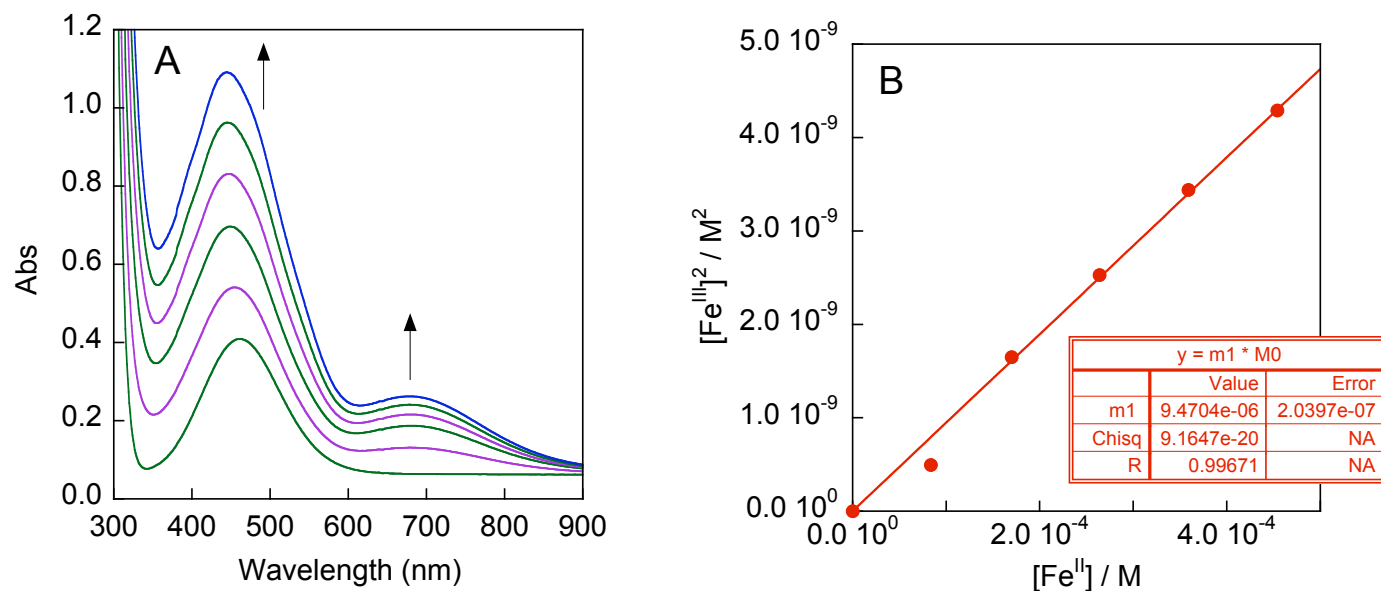 A
1.2
1.0
0.8
0.6
0.4
0.2
0.0
Abs
300 400 500 600 700 800 900
Wavelength (nm)
B
5.0 10⁻⁹
4.0 10⁻⁹
3.0 10⁻⁹
2.0 10⁻⁹
1.0 10⁻⁹
0.0 10⁰
[Feᴵᴵᴵ]² / M²
0.0 10⁰ 2.0 10⁻⁴ 4.0 10⁻⁴
[Feᴵᴵ] / M
y = m1 * M0
Value Error
m1 9.4704e-06 2.0397e-07
Chisq 9.1647e-20 NA
R 0.99671 NA